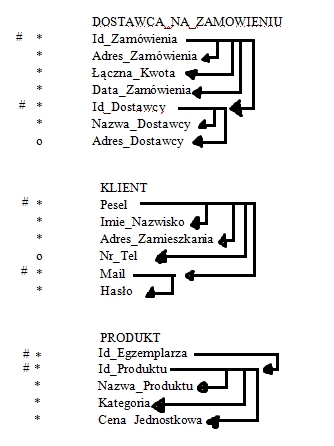 DOSTAWCA_NA_ZAMOWIENIU
# * Id_Zamówienia
* Adres_Zamówienia
* Łączna_Kwota
* Data_Zamówienia
# * Id_Dostawcy
* Nazwa_Dostawcy
o Adres_Dostawcy
KLIENT
# * Pesel
* Imie_Nazwisko
* Adres_Zamieszkania
o Nr_Tel
# * Mail
* Hasło
PRODUKT
# * Id_Egzemplarza
# * Id_Produktu
* Nazwa_Produktu
* Kategoria
* Cena_Jednostkowa